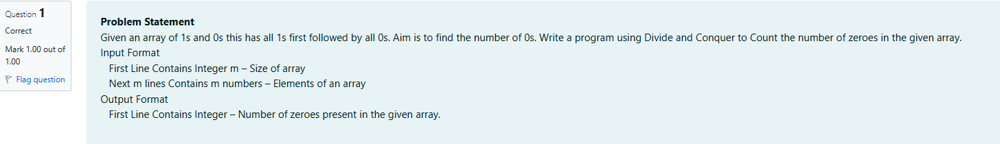 Question 1
Correct
Mark 1.00 out of
1.00
Flag question
Problem Statement
Given an array of 1s and 0s this has all 1s first followed by all 0s. Aim is to find the number of 0s. Write a program using Divide and Conquer to Count the number of zeroes in the given array.
Input Format
First Line Contains Integer m – Size of array
Next m lines Contains m numbers – Elements of an array
Output Format
First Line Contains Integer – Number of zeroes present in the given array.